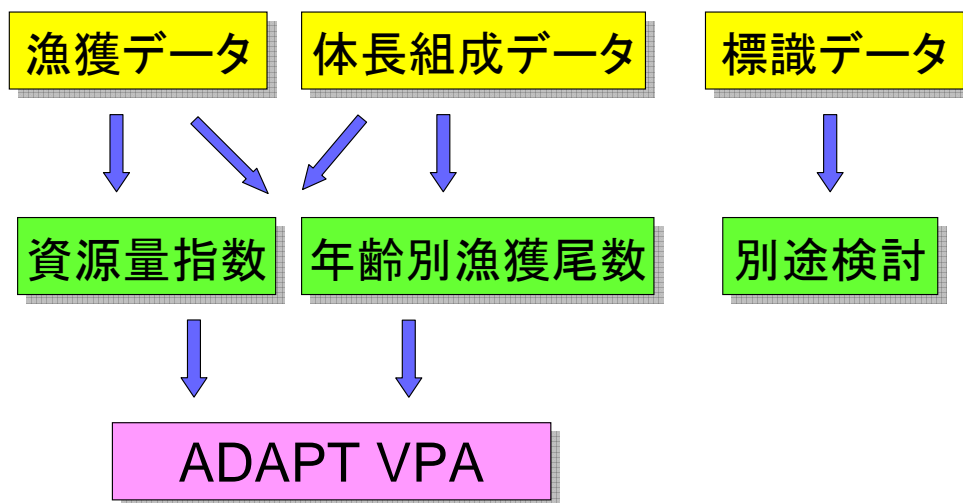 漁獲データ
体長組成データ
標識データ
資源量指数
年齢別漁獲尾数
別途検討
ADAPT VPA